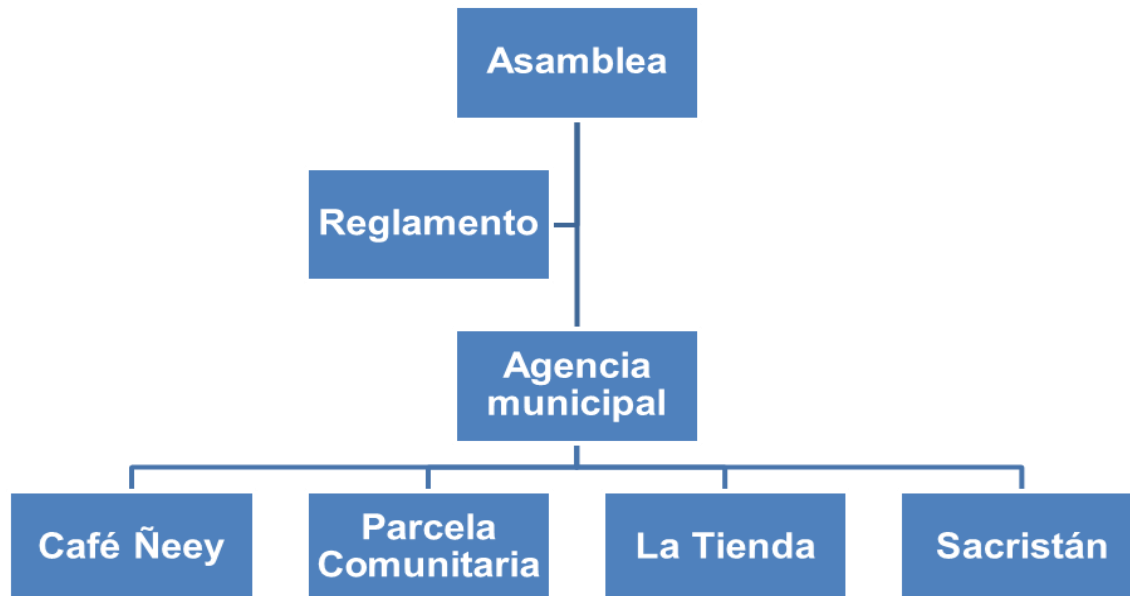 Asamblea
Reglamento
Agencia
municipal
Café Ñeey
Parcela
Comunitaria
La Tienda
Sacristán